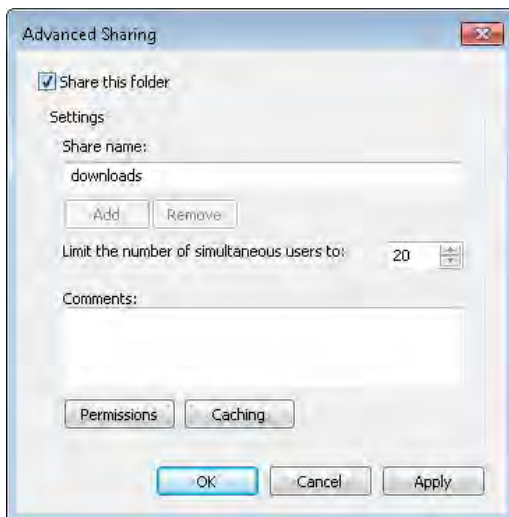 Advanced Sharing
Share this folder
Settings
Share name:
downloads
Add Remove
Limit the number of simultaneous users to: 20
Comments:
Permissions Caching
OK Cancel Apply